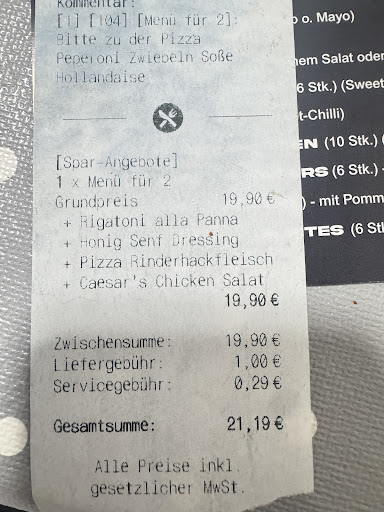 Kommentar:
[1] [104] [Menü für 2]:
Bitte zu der Pizza
Peperoni Zwiebeln Soße
Hollandaise
[Spar-Angebote]
1 x Menü für 2
Grundpreis 19,90 €
+ Rigatoni alla Panna
+ Honig Senf Dressing
+ Pizza Rinderhackfleisch
+ Caesar's Chicken Salat
19,90 €
Zwischensumme: 19,90 €
Liefergebühr: 1,00 €
Servicegebühr: 0,29 €
Gesamtsumme: 21,19 €
Alle Preise inkl.
gesetzlicher MwSt.
o. Mayo)
Salat oder
6 Stk.) (Sweet
t-Chilli)
EN (10 Stk.) (
RS (6 Stk.) -
) - mit Pomm
TES (6 Stk